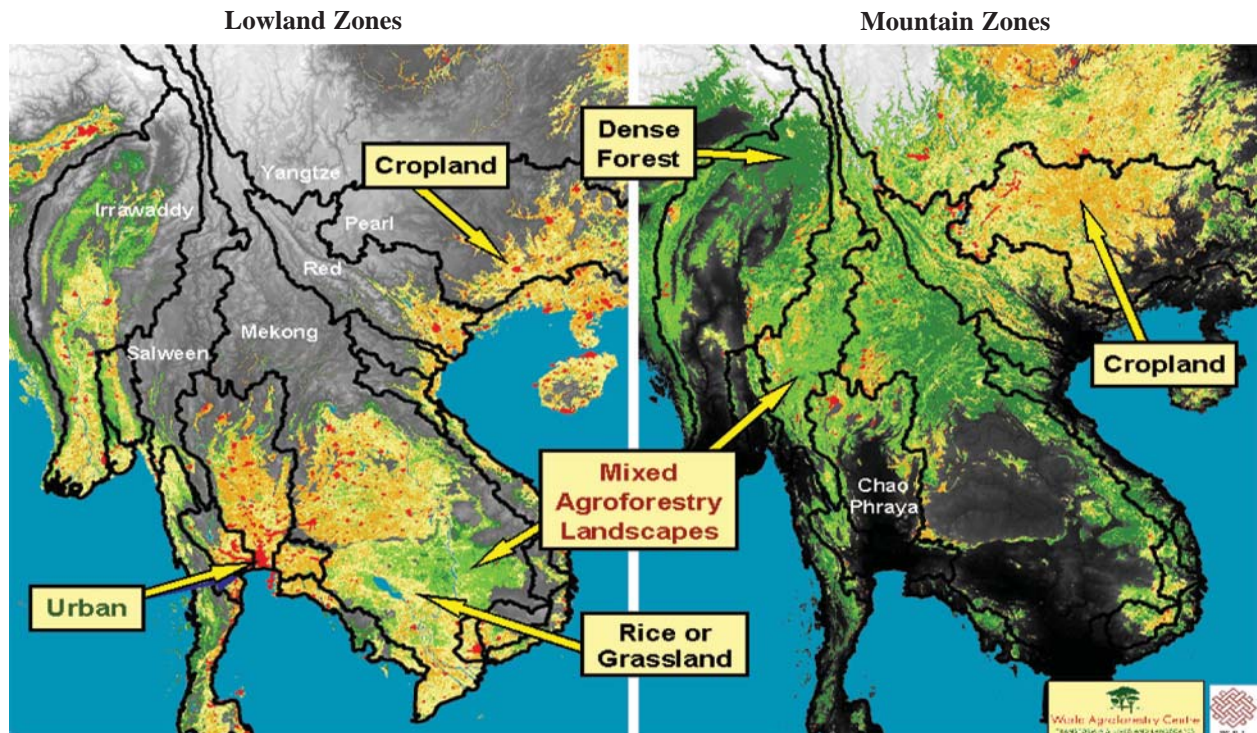 Lowland Zones
Mountain Zones
Dense
Forest
Cropland
Yangtze
Irrawaddy
Pearl
Red
Mekong
Salween
Cropland
Mixed
Agroforestry
Landscapes
Chao
Phraya
Urban
Rice or
Grassland
World Agroforestry Centre